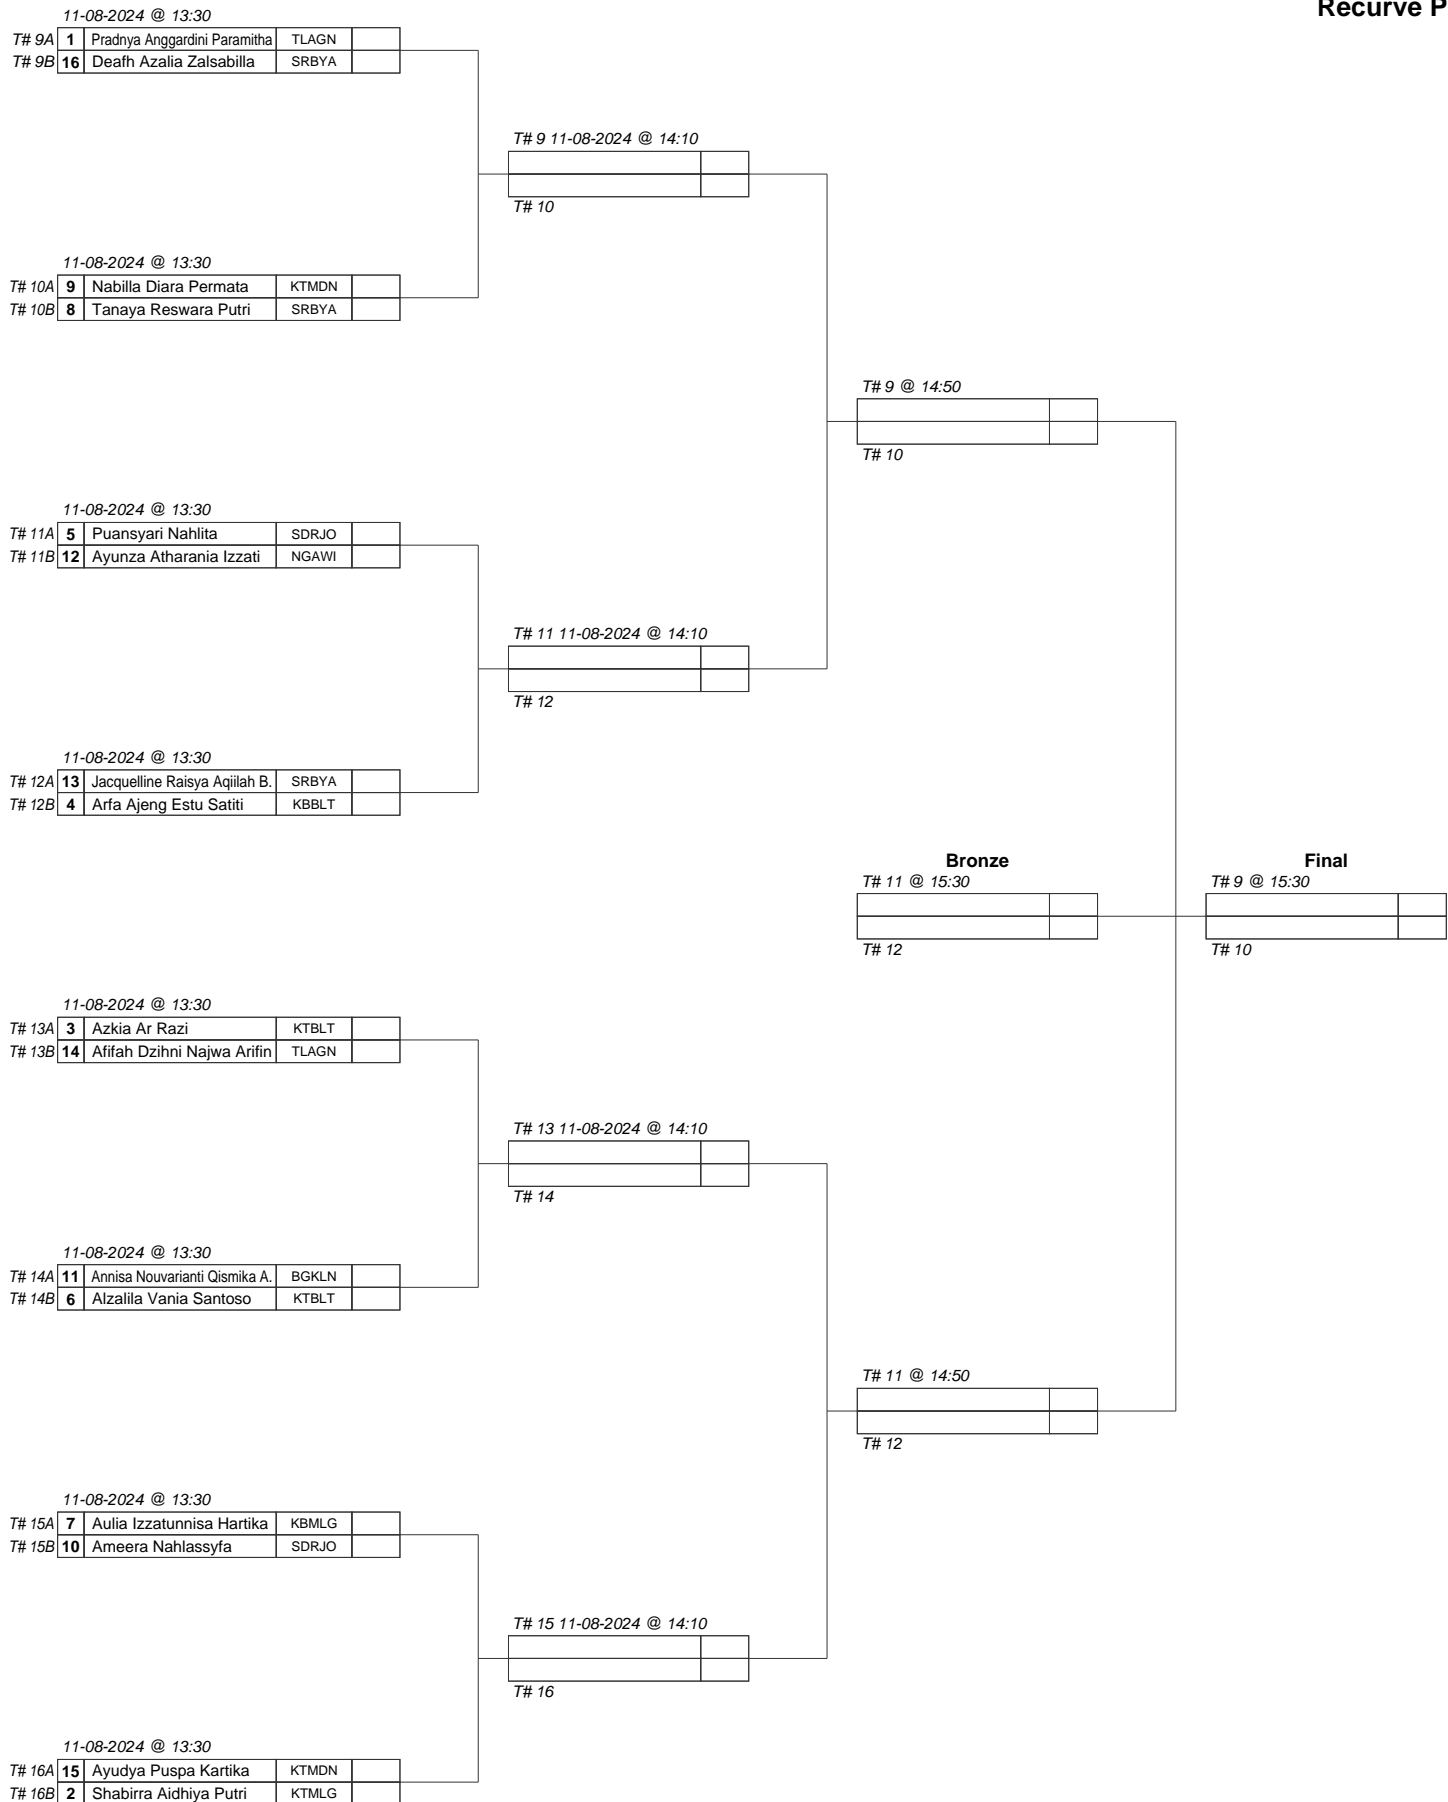 Recurve P
11-08-2024 @ 13:30
T# 9A 1 Pradnya Anggardini Paramitha TLAGN
T# 9B 16 Deafh Azalia Zalsabilla SRBYA
T# 9 11-08-2024 @ 14:10
T# 10
11-08-2024 @ 13:30
T# 10A 9 Nabilla Diara Permata KTMDN
T# 10B 8 Tanaya Reswara Putri SRBYA
T# 9 @ 14:50
T# 10
11-08-2024 @ 13:30
T# 11A 5 Puansyari Nahlita SDRJO
T# 11B 12 Ayunza Atharania Izzati NGAWI
T# 11 11-08-2024 @ 14:10
T# 12
11-08-2024 @ 13:30
T# 12A 13 Jacquelline Raisya Aqiilah B. SRBYA
T# 12B 4 Arfa Ajeng Estu Satiti KBBLT
Bronze
T# 11 @ 15:30
T# 12
Final
T# 9 @ 15:30
T# 10
11-08-2024 @ 13:30
T# 13A 3 Azkia Ar Razi KTBLT
T# 13B 14 Afifah Dzihni Najwa Arifin TLAGN
T# 13 11-08-2024 @ 14:10
T# 14
11-08-2024 @ 13:30
T# 14A 11 Annisa Nouvarianti Qismika A. BGKLN
T# 14B 6 Alzalila Vania Santoso KTBLT
T# 11 @ 14:50
T# 12
11-08-2024 @ 13:30
T# 15A 7 Aulia Izzatunnisa Hartika KBMLG
T# 15B 10 Ameera Nahlassyfa SDRJO
T# 15 11-08-2024 @ 14:10
T# 16
11-08-2024 @ 13:30
T# 16A 15 Ayudya Puspa Kartika KTMDN
T# 16B 2 Shabirra Aidhiya Putri KTMLG